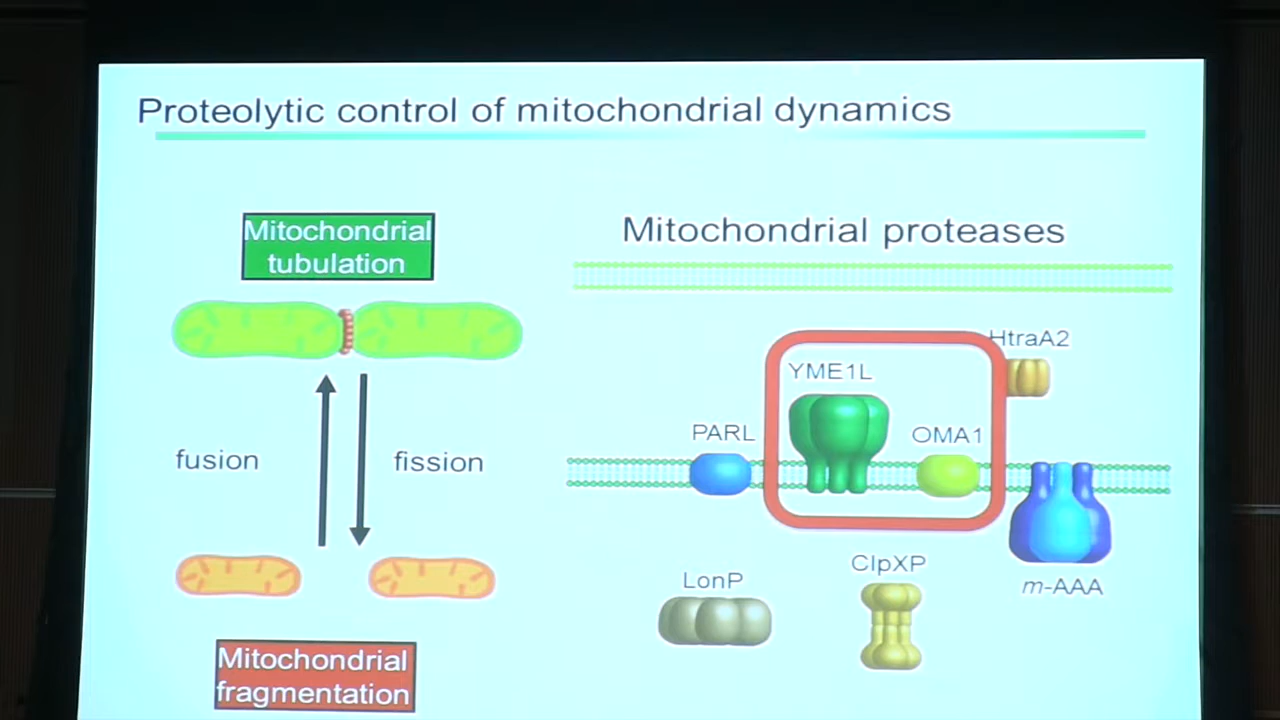 Proteolytic control of mitochondrial dynamics
Mitochondrial
tubulation
fusion
fission
Mitochondrial
fragmentation
Mitochondrial proteases
HtraA2
YME1L
PARL
OMA1
ClpXP
LonP
m-AAA